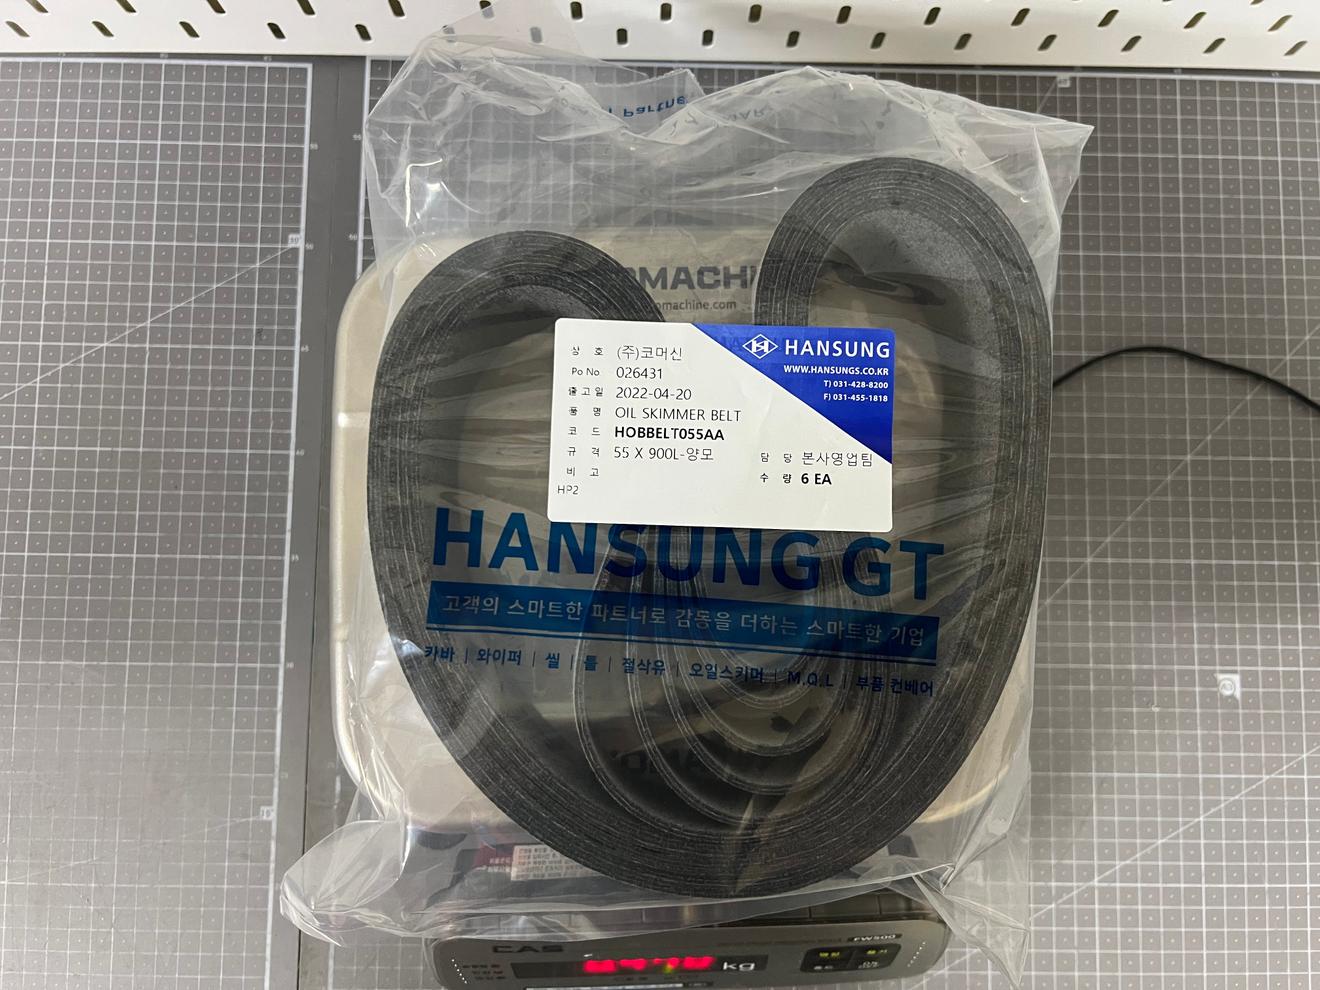 Partne
OMACHI
omachine.com
상 호 (주)코머신
Po No. 026431
출고일 2022-04-20
품 명 OIL SKIMMER BELT
코 드 HOBBELT055AA
규 격 55 X 900L-양모
비 고
HP2
담 당 본사영업팀
수 량 6 EA
HANSUNG
WWW.HANSUNGS.CO.KR
T) 031-428-8200
F) 031-455-1818
HANSUNG GT
고객의 스마트한 파트너로 감동을 더하는 스마트한 기업
카바 | 와이퍼 | 씰 | 툴 | 절삭유 | 오일스키머 | M.Q.L | 부품 컨베어
CAS
FW500
kg